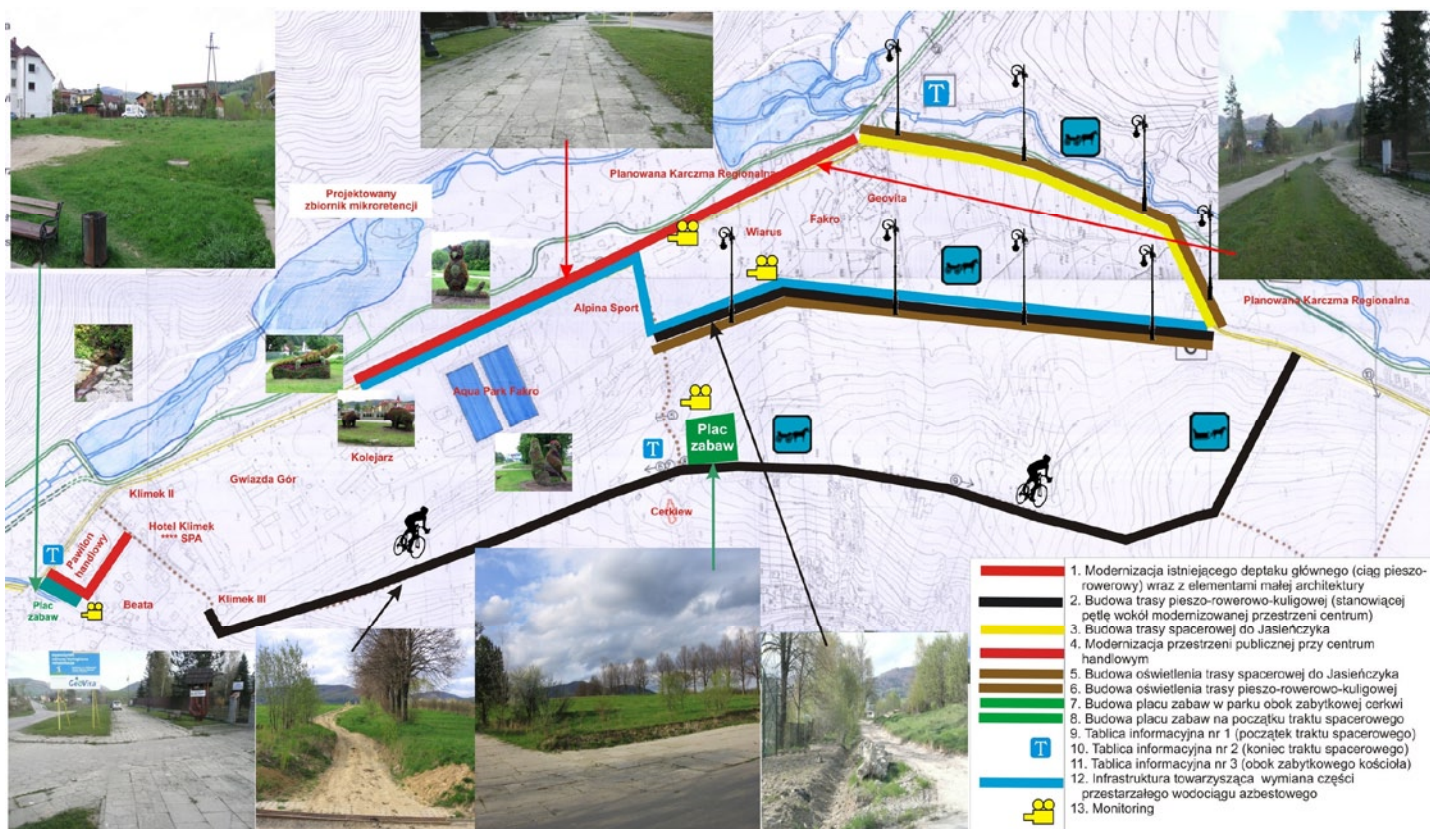 T
Planowana Karczma Regionalna
Geovita
Fakro
Projektowany
zbiornik mikroretencji
Wiarus
Planowana Karczma Regionalna
Alpina Sport
Aqua Park Fakro
Plac
zabaw
T
Kolejarz
Gwiazda Gór
Klimek II
Cerkiew
Hotel Klimek
**** SPA
T
Pawilon
handlowy
Plac
zabaw
Beata
Klimek III
GeoVita
1. Modernizacja istniejącego deptaku głównego (ciąg pieszo-
rowerowy) wraz z elementami małej architektury
2. Budowa trasy pieszo-rowerowo-kuligowej (stanowiącej
pętlę wokół modernizowanej przestrzeni centrum)
3. Budowa trasy spacerowej do Jasieńczyka
4. Modernizacja przestrzeni publicznej przy centrum
handlowym
5. Budowa oświetlenia trasy spacerowej do Jasieńczyka
6. Budowa oświetlenia trasy pieszo-rowerowo-kuligowej
7. Budowa placu zabaw w parku obok zabytkowej cerkwi
8. Budowa placu zabaw na początku traktu spacerowego
9. Tablica informacyjna nr 1 (początek traktu spacerowego)
T
10. Tablica informacyjna nr 2 (koniec traktu spacerowego)
11. Tablica informacyjna nr 3 (obok zabytkowego kościoła)
12. Infrastruktura towarzysząca wymiana części
przestarzałego wodociągu azbestowego
13. Monitoring